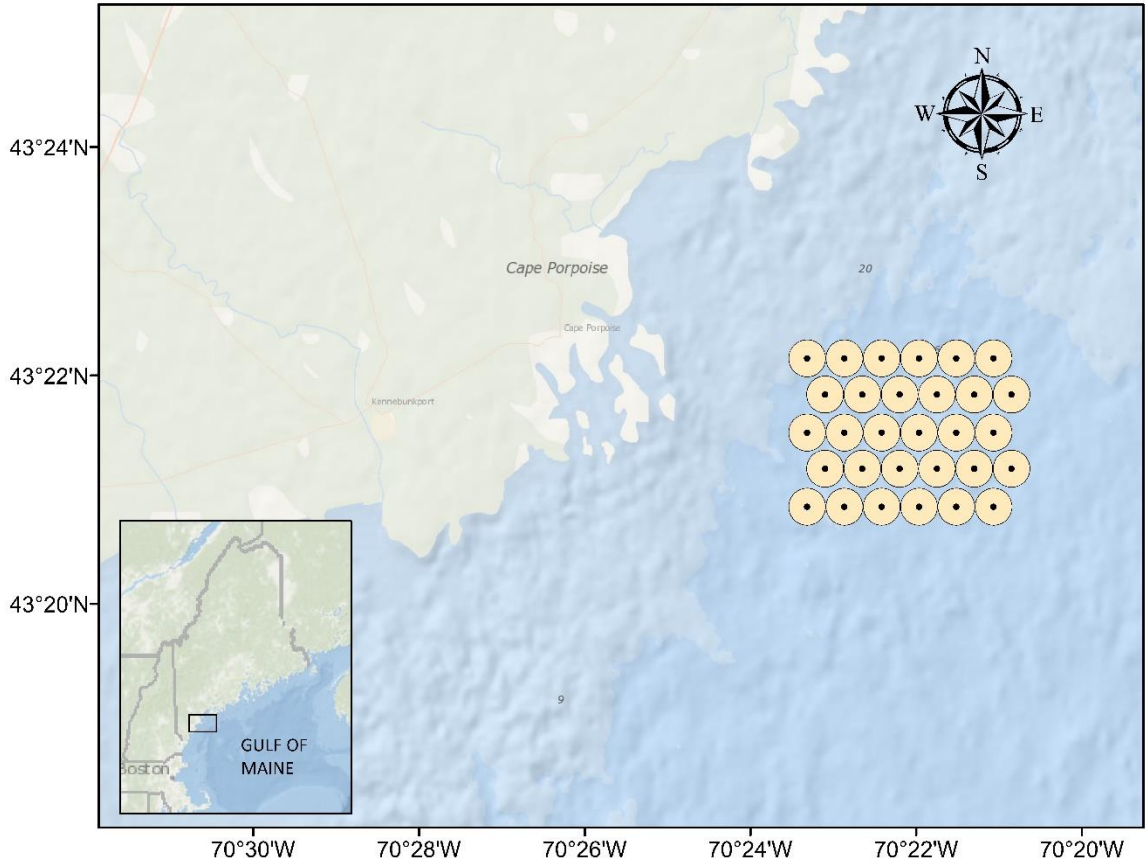 N
W E
S
43°24'N
Cape Porpoise
20
Cape Porpoise
43°22'N
Kennebunkport
43°20'N
9
GULF OF
MAINE
Boston
70°30'W 70°28'W 70°26'W 70°24'W 70°22'W 70°20'W